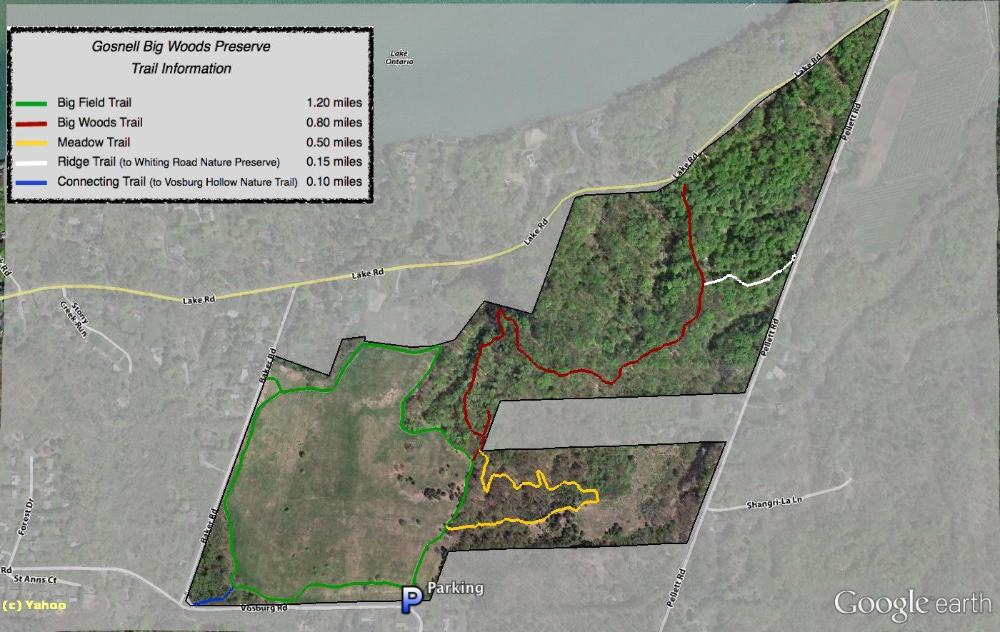 Gosnell Big Woods Preserve
Trail Information
Big Field Trail 1.20 miles
Big Woods Trail 0.80 miles
Meadow Trail 0.50 miles
Ridge Trail (to Whiting Road Nature Preserve) 0.15 miles
Connecting Trail (to Vosburg Hollow Nature Trail) 0.10 miles
Lake
Ontario
Lake Rd
Pellett Rd
Lake Rd
Lake Rd
Lake Rd
Lake Rd
Rd
Stony
Creek Run
Pellett Rd
Baker Rd
Forest Dr
Baker Rd
Shangri-La Ln
Rd
St Anns Ct
Pellett Rd
P Parking
(c) Yahoo
Vosburg Rd
Google earth